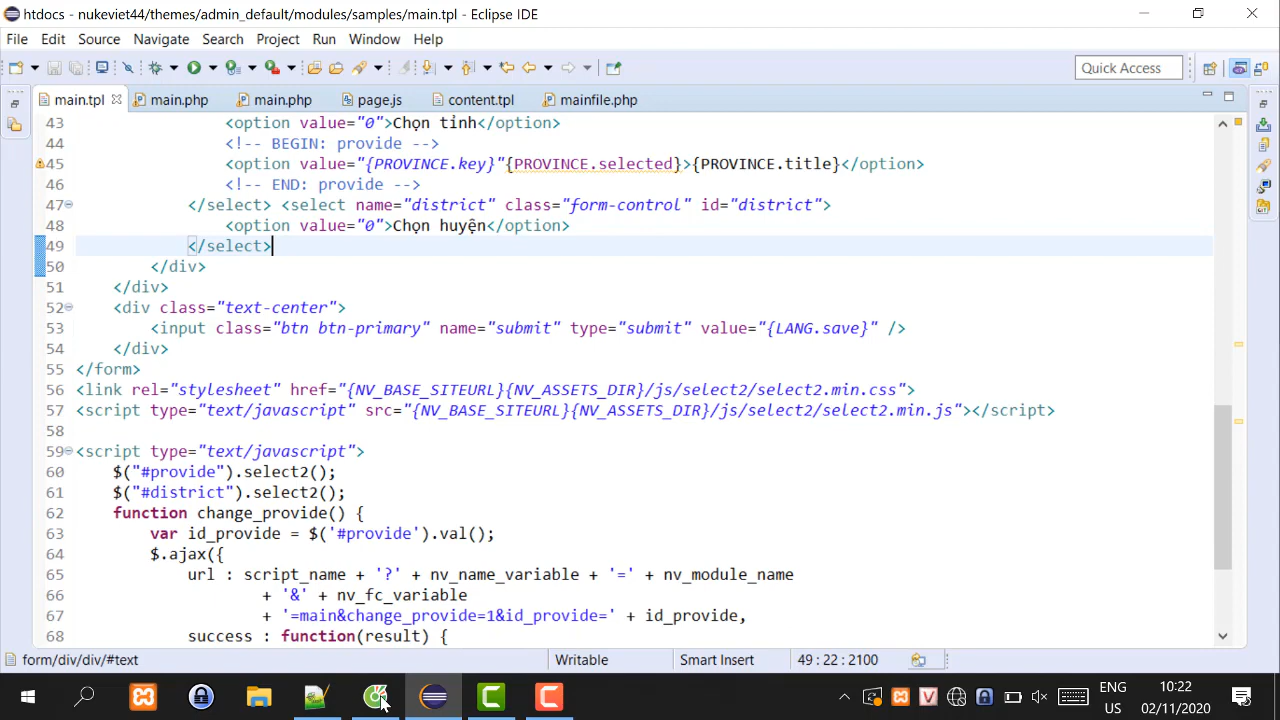 htdocs - nukeviet44/themes/admin_default/modules/samples/main.tpl - Eclipse IDE
File Edit Source Navigate Search Project Run Window Help
Quick Access
main.tpl main.php main.php page.js content.tpl mainfile.php
43 <option value="0">Chọn tỉnh</option>
44 <!-- BEGIN: provide -->
45 <option value="{PROVINCE.key}"{PROVINCE.selected}>{PROVINCE.title}</option>
46 <!-- END: provide -->
47 </select> <select name="district" class="form-control" id="district">
48 <option value="0">Chọn huyện</option>
49 </select>
50 </div>
51 </div>
52 <div class="text-center">
53 <input class="btn btn-primary" name="submit" type="submit" value="{LANG.save}" />
54 </div>
55 </form>
56 <link rel="stylesheet" href="{NV_BASE_SITEURL}{NV_ASSETS_DIR}/js/select2/select2.min.css">
57 <script type="text/javascript" src="{NV_BASE_SITEURL}{NV_ASSETS_DIR}/js/select2/select2.min.js"></script>
58
59 <script type="text/javascript">
60 $("#provide").select2();
61 $("#district").select2();
62 function change_provide() {
63 var id_provide = $('#provide').val();
64 $.ajax({
65 url : script_name + '?' + nv_name_variable + '=' + nv_module_name
66 + '&' + nv_fc_variable
67 + '=main&change_provide=1&id_provide=' + id_provide,
68 success : function(result) {
form/div/div/#text Writable Smart Insert 49 : 22 : 2100
ENG 10:22
US 02/11/2020